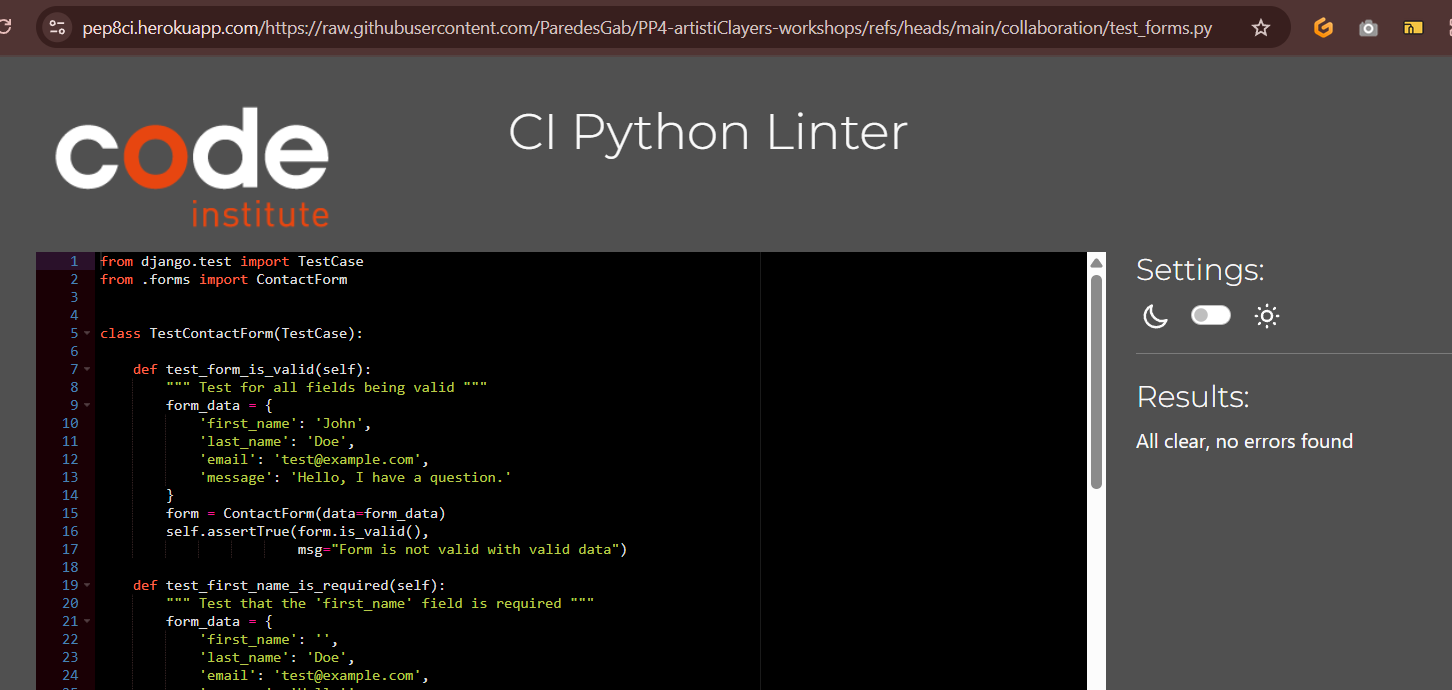 pep8ci.herokuapp.com/https://raw.githubusercontent.com/ParedesGab/PP4-artistiClayers-workshops/refs/heads/main/collaboration/test_forms.py
code
institute
CI Python Linter
1 from django.test import TestCase
2 from .forms import ContactForm
3
4
5 class TestContactForm(TestCase):
6
7     def test_form_is_valid(self):
8         """ Test for all fields being valid """
9         form_data = {
10             'first_name': 'John',
11             'last_name': 'Doe',
12             'email': 'test@example.com',
13             'message': 'Hello, I have a question.'
14         }
15         form = ContactForm(data=form_data)
16         self.assertTrue(form.is_valid(),
17                         msg="Form is not valid with valid data")
18
19     def test_first_name_is_required(self):
20         """ Test that the 'first_name' field is required """
21         form_data = {
22             'first_name': '',
23             'last_name': 'Doe',
24             'email': 'test@example.com',
Settings:
Results:
All clear, no errors found